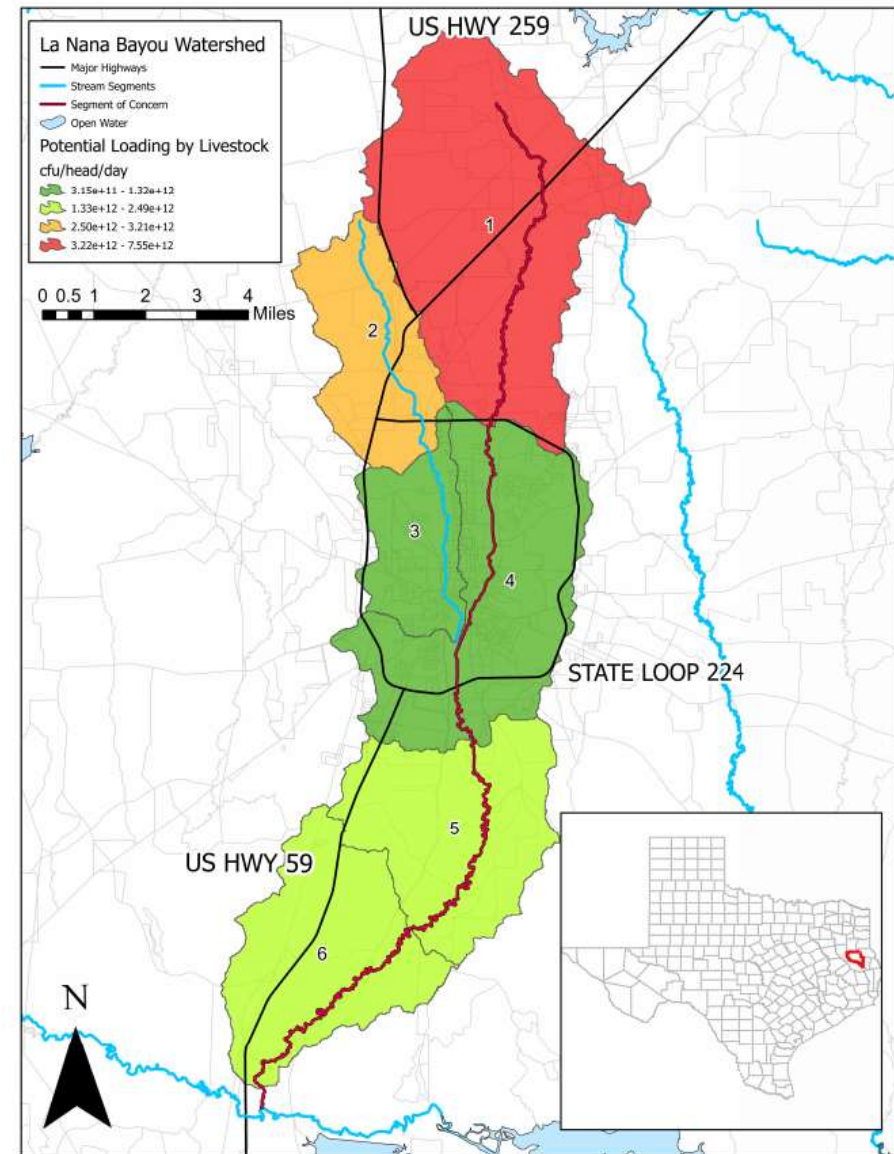 US HWY 259
La Nana Bayou Watershed
Major Highways
Stream Segments
Segment of Concern
Open Water
Potential Loading by Livestock
cfu/head/day
3.15e+11 - 1.32e+12
1.33e+12 - 2.49e+12
2.50e+12 - 3.21e+12
3.22e+12 - 7.55e+12
0 0.5 1 2 3 4
Miles
1
2
3
4
STATE LOOP 224
5
US HWY 59
6
N